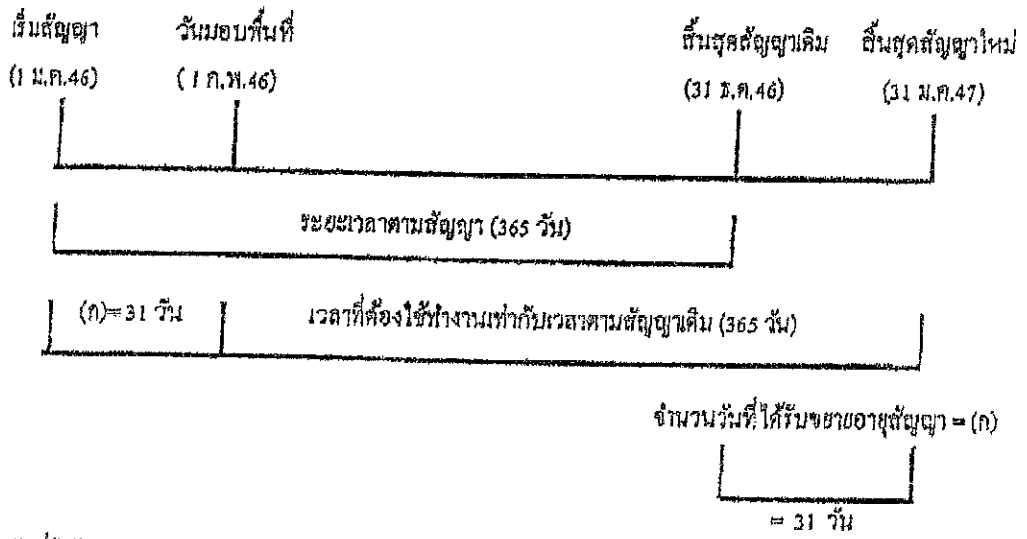 เริ่มสัญญา วันมอบพื้นที่ สิ้นสุดสัญญาเดิม สิ้นสุดสัญญาใหม่
(1 ม.ค.46) (1 ก.พ.46) (31 ธ.ค.46) (31 ม.ค.47)
ระยะเวลาตามสัญญา (365 วัน)
(ก)=31 วัน เวลาที่ต้องใช้ทำงานเท่ากับเวลาตามสัญญาเดิม (365 วัน)
จำนวนวันที่ได้รับขยายอายุสัญญา = (ก)
= 31 วัน